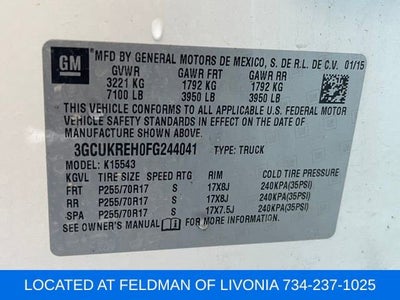 GM
MFD BY GENERAL MOTORS DE MEXICO, S. DE R.L. DE C.V. 01/15
GVWR GAWR FRT GAWR RR
3221 KG 1792 KG 1792 KG
7100 LB 3950 LB 3950 LB
THIS VEHICLE CONFORMS TO ALL APPLICABLE U.S. FEDERAL MOTOR
VEHICLE SAFETY STANDARDS IN EFFECT ON THE DATE OF
MANUFACTURE SHOWN ABOVE.
3GCUKREH0FG244041 TYPE: TRUCK
MODEL: K15543
KGVL TIRE SIZE SPEED RTG RIM COLD TIRE PRESSURE
FRT P255/70R17 S 17X8J 240KPA(35PSI)
RR P255/70R17 S 17X8J 240KPA(35PSI)
SPA P255/70R17 S 17X7.5J 240KPA(35PSI)
SEE OWNER'S MANUAL FOR MORE INFORMATION.
LOCATED AT FELDMAN OF LIVONIA 734-237-1025